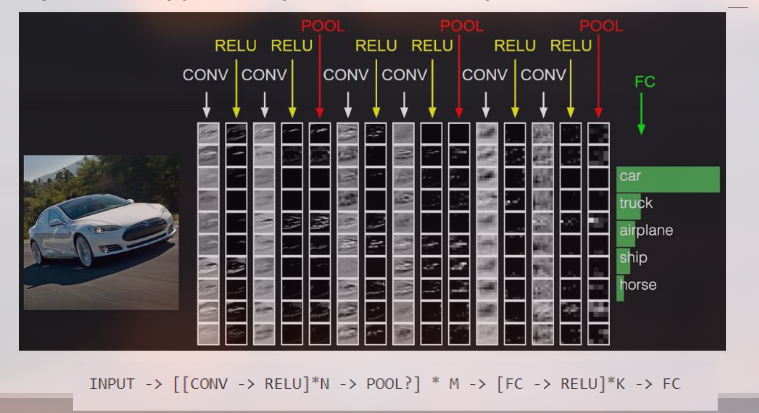 POOL POOL POOL
RELU RELU RELU RELU RELU RELU
CONV CONV CONV CONV CONV CONV
FC
car
truck
airplane
ship
horse
INPUT -> [[CONV -> RELU]*N -> POOL?] * M -> [FC -> RELU]*K -> FC